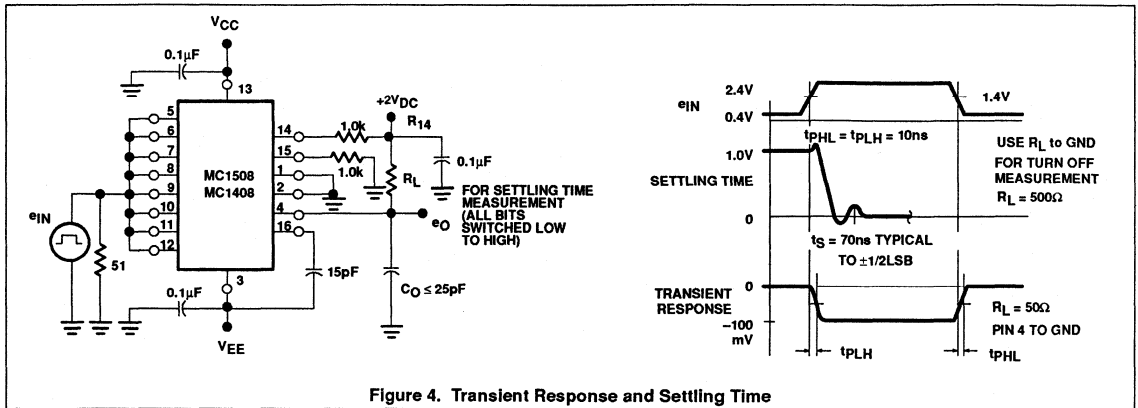 VCC
0.1µF
13
+2VDC
5
6
7
8
9
10
11
12
MC1508
MC1408
14
15
1
2
4
16
1.0k
R14
1.0k
RL
0.1µF
FOR SETTLING TIME
MEASUREMENT
(ALL BITS
SWITCHED LOW
TO HIGH)
eO
eIN
51
15pF
3
0.1µF
CO ≤ 25pF
VEE
eIN
2.4V
0.4V
1.4V
tPHL = tPLH = 10ns
1.0V
SETTLING TIME
0
USE RL to GND
FOR TURN OFF
MEASUREMENT
RL = 500Ω
tS = 70ns TYPICAL
TO ±1/2LSB
0
TRANSIENT
RESPONSE
−100
mV
RL = 50Ω
PIN 4 TO GND
tPLH
tPHL
Figure 4. Transient Response and Settling Time